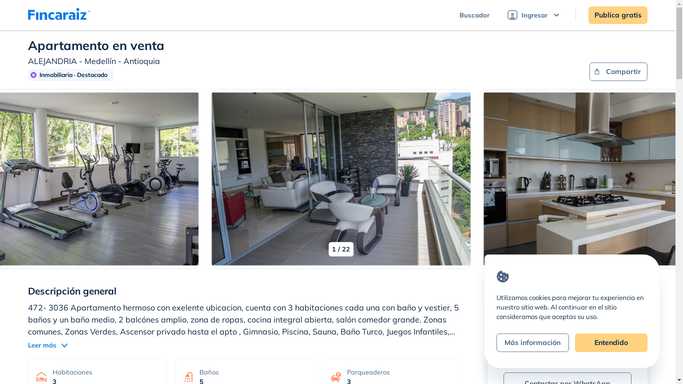 Fincaraiz
Buscador
Ingresar
Publica gratis
Apartamento en venta
ALEJANDRIA - Medellín - Antioquia
Inmobiliaria · Destacado
Compartir
1 / 22
Descripción general
472- 3036 Apartamento hermoso con exelente ubicacion, cuenta con 3 habitaciones cada una con baño y vestier, 5
baños y un baño medio, 2 balcónes amplio, zona de ropas, cocina integral abierta, salón comedor grande. Zonas
comunes, Zonas Verdes, Ascensor privado hasta el apto , Gimnasio, Piscina, Sauna, Baño Turco, Juegos Infantiles,...
Leer más
Habitaciones
3
Baños
5
Parqueaderos
3
Utilizamos cookies para mejorar tu experiencia en
nuestro sitio web. Al continuar en el sitio
consideramos que aceptas su uso.
Más información
Entendido
Contactar por WhatsApp